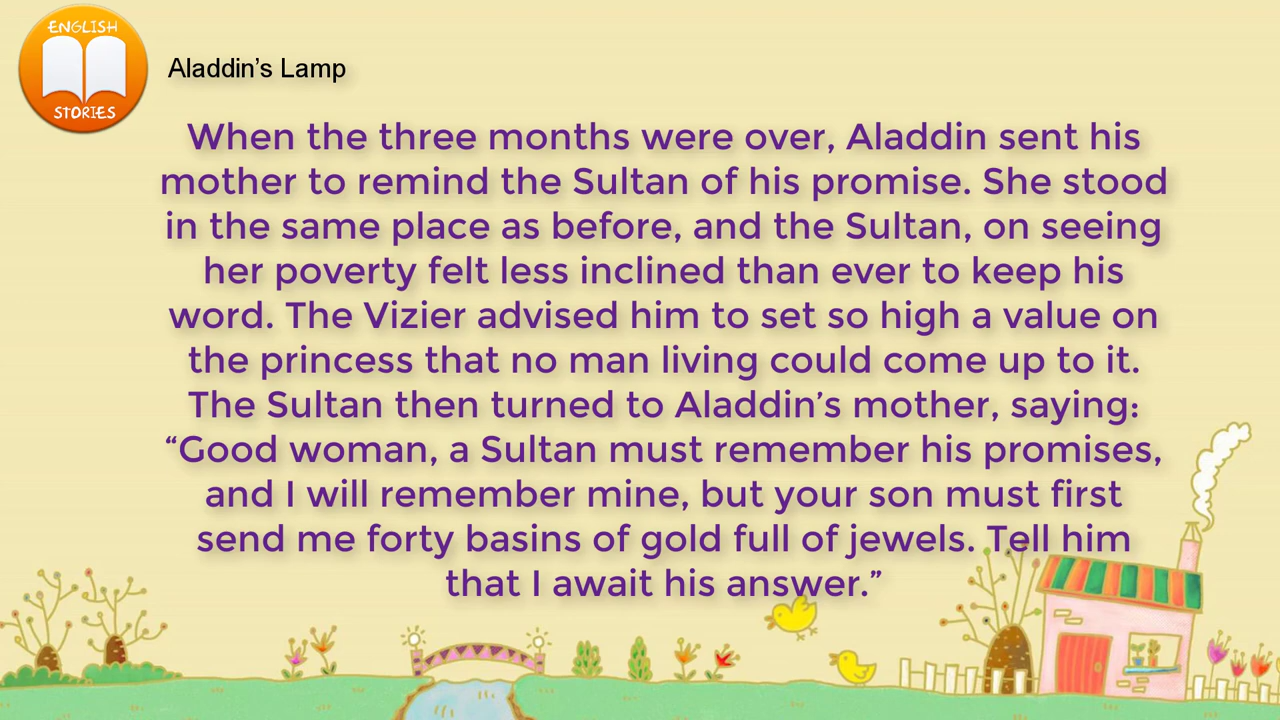 ENGLISH
STORIES
Aladdin’s Lamp
When the three months were over, Aladdin sent his
mother to remind the Sultan of his promise. She stood
in the same place as before, and the Sultan, on seeing
her poverty felt less inclined than ever to keep his
word. The Vizier advised him to set so high a value on
the princess that no man living could come up to it.
The Sultan then turned to Aladdin’s mother, saying:
“Good woman, a Sultan must remember his promises,
and I will remember mine, but your son must first
send me forty basins of gold full of jewels. Tell him
that I await his answer.”